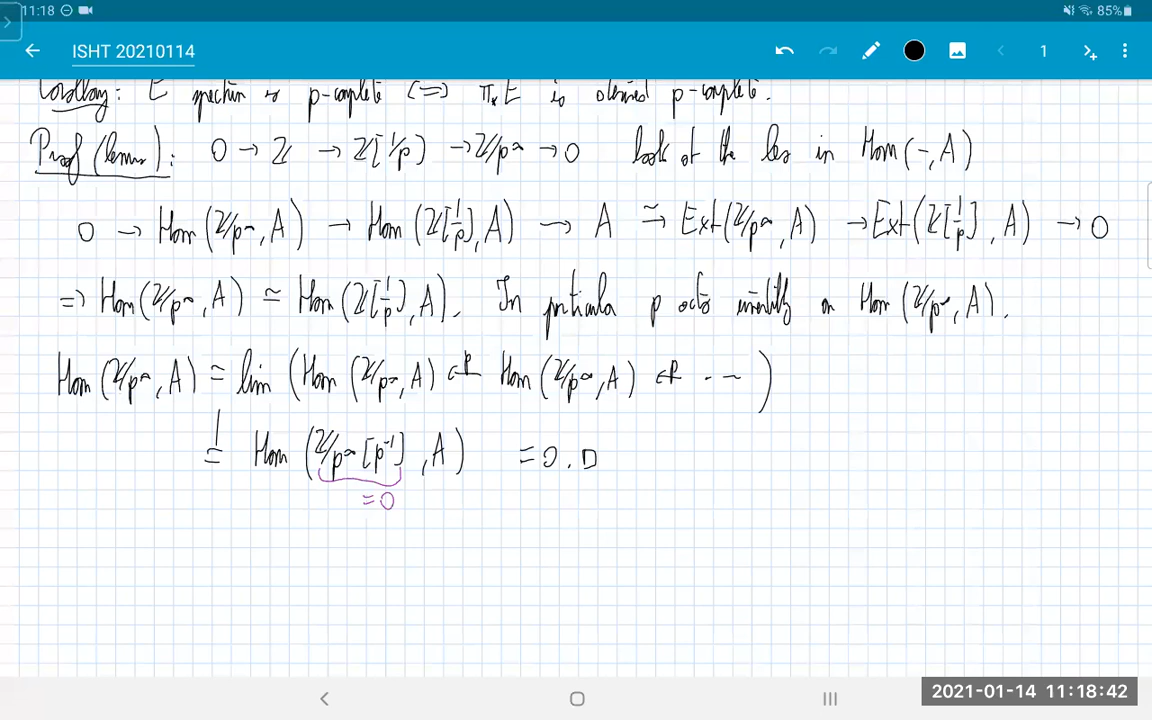 11:18
85%
ISHT 20210114
1
Corollary: E spectrum is p-complete <=> π_*E is derived p-complete.
Proof (lemma): 0 → ℤ → ℤ[1/p] → ℤ/p^∞ → 0 look at the les in Hom(-,A)
0 → Hom(ℤ/p^∞, A) → Hom(ℤ[1/p], A) → A ≃→ Ext(ℤ/p^∞, A) → Ext(ℤ[1/p], A) → 0
⇒ Hom(ℤ/p^∞, A) ≃ Hom(ℤ[1/p], A). In particular p acts invertibly on Hom(ℤ/p^∞, A).
Hom(ℤ/p^∞, A) ≃ lim (Hom(ℤ/p^∞, A) ←p Hom(ℤ/p^∞, A) ←p ...)
≃ Hom(ℤ/p^∞[p^-1], A) = 0. □
= 0
2021-01-14 11:18:42